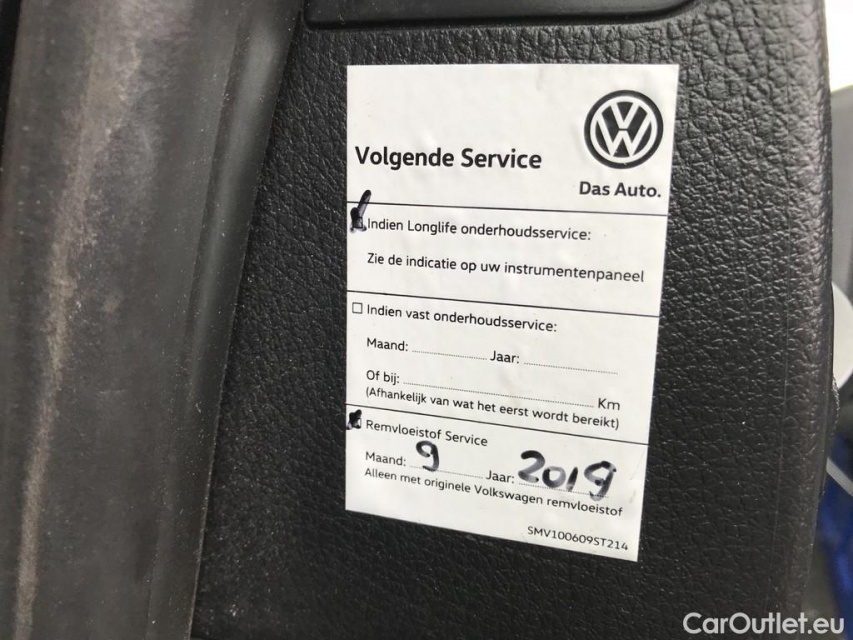 Volgende Service
Das Auto.
Indien Longlife onderhoudsservice:
Zie de indicatie op uw instrumentenpaneel
Indien vast onderhoudsservice:
Maand: Jaar:
Of bij: Km
(Afhankelijk van wat het eerst wordt bereikt)
Remvloeistof Service
Maand: 9 Jaar: 2019
Alleen met originele Volkswagen remvloeistof
SMV100609ST214
CarOutlet.eu